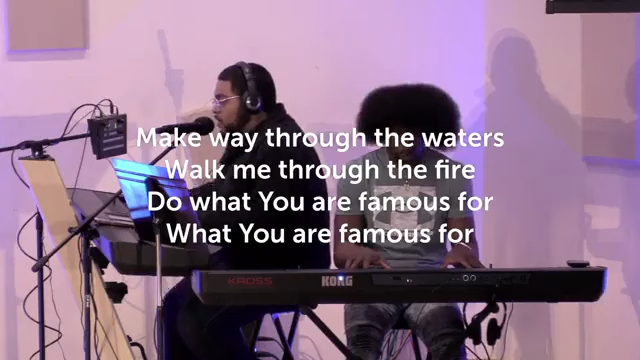 Make way through the waters
Walk me through the fire
Do what You are famous for
What You are famous for
KROSS
KORG